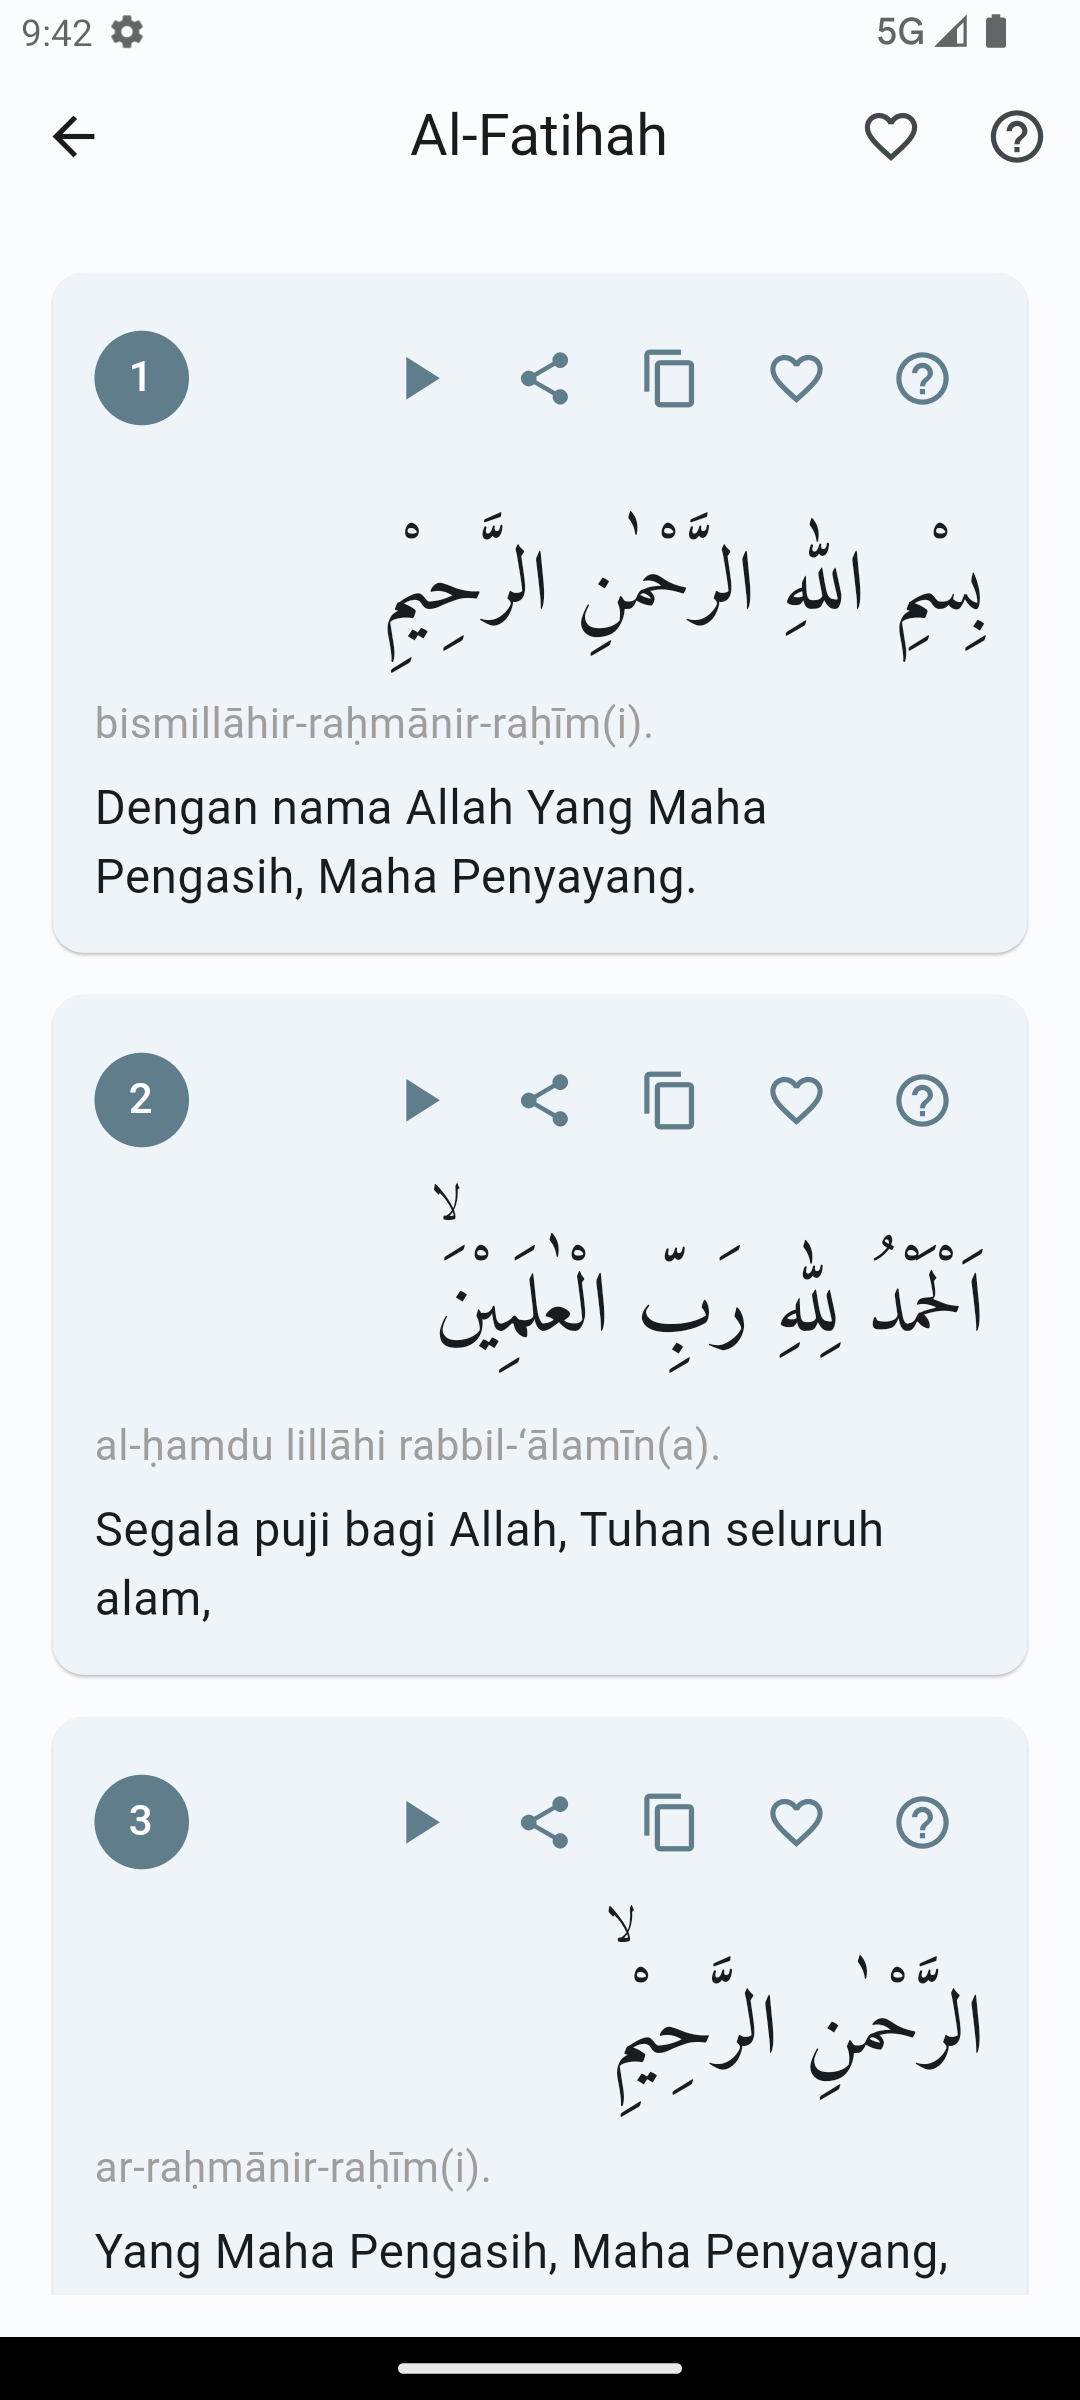 9:42
5G
Al-Fatihah
1
بِسْمِ اللّٰهِ الرَّحْمٰنِ الرَّحِيْمِ
bismillāhir-raḥmānir-raḥīm(i).
Dengan nama Allah Yang Maha
Pengasih, Maha Penyayang.
2
اَلْحَمْدُ لِلّٰهِ رَبِّ الْعٰلَمِيْنَۙ
al-ḥamdu lillāhi rabbil-‘ālamīn(a).
Segala puji bagi Allah, Tuhan seluruh
alam,
3
الرَّحْمٰنِ الرَّحِيْمِۙ
ar-raḥmānir-raḥīm(i).
Yang Maha Pengasih, Maha Penyayang,